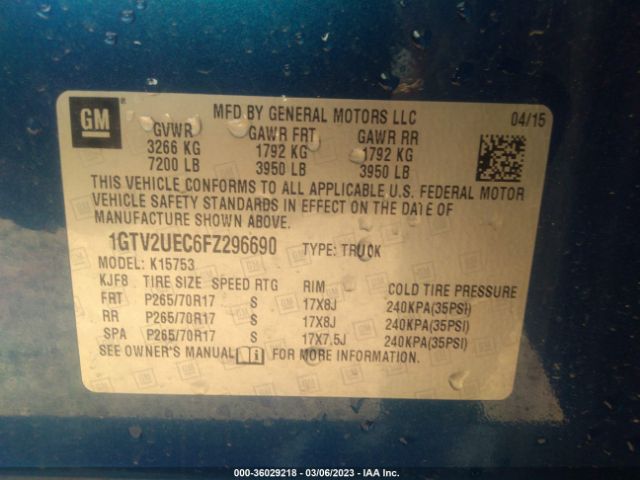 GM
MFD BY GENERAL MOTORS LLC 04/15
GVWR GAWR FRT GAWR RR
3266 KG 1792 KG 1792 KG
7200 LB 3950 LB 3950 LB
THIS VEHICLE CONFORMS TO ALL APPLICABLE U.S. FEDERAL MOTOR
VEHICLE SAFETY STANDARDS IN EFFECT ON THE DATE OF
MANUFACTURE SHOWN ABOVE.
1GTV2UEC6FZ296690 TYPE: TRUCK
MODEL: K15753
KJF8 TIRE SIZE SPEED RTG RIM COLD TIRE PRESSURE
FRT P265/70R17 S 17X8J 240KPA(35PSI)
RR P265/70R17 S 17X8J 240KPA(35PSI)
SPA P265/70R17 S 17X7.5J 240KPA(35PSI)
SEE OWNER'S MANUAL FOR MORE INFORMATION.
000-36029218 - 03/06/2023 - IAA Inc.